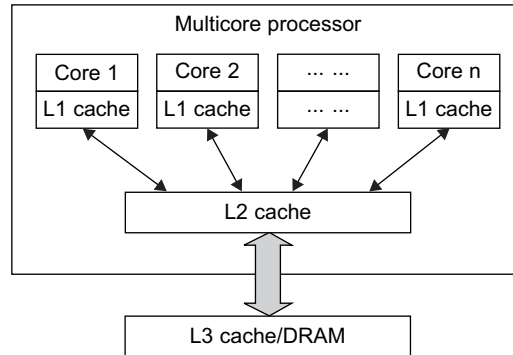 Multicore processor
Core 1
L1 cache
Core 2
L1 cache
... ...
... ...
Core n
L1 cache
L2 cache
L3 cache/DRAM